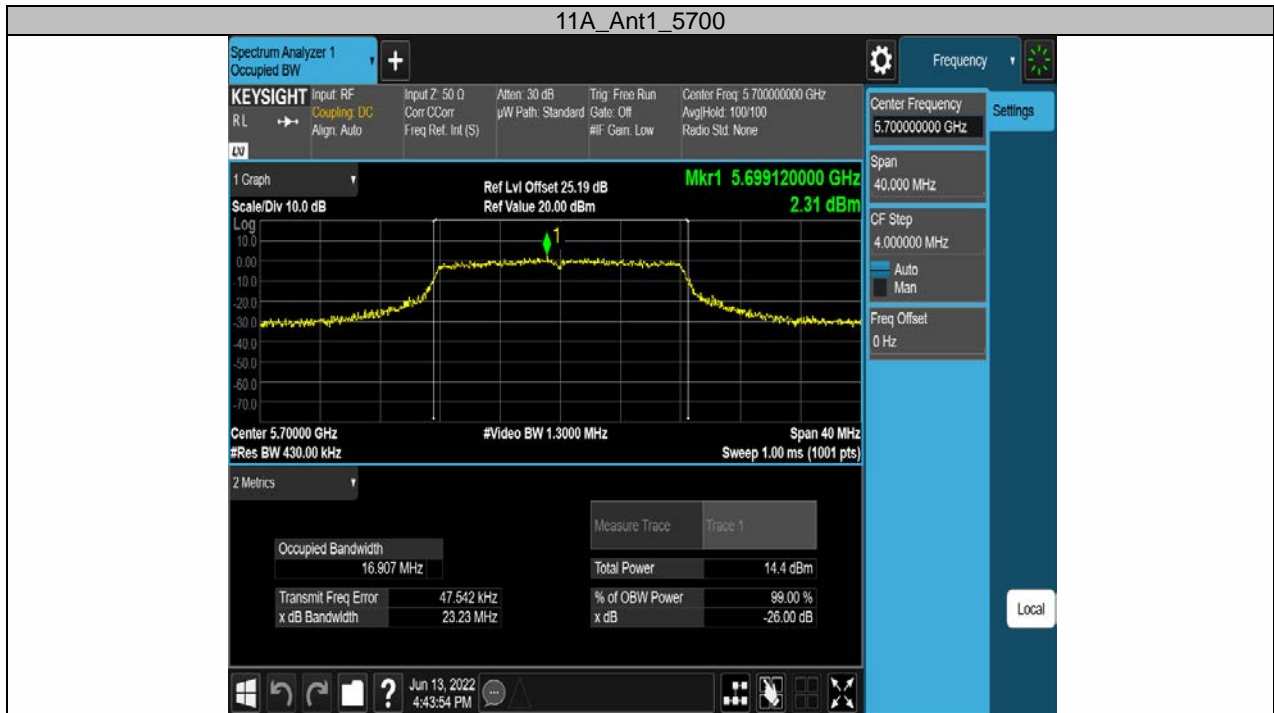 11A_Ant1_5700
Spectrum Analyzer 1
Occupied BW
+
Frequency
KEYSIGHT
RL
LXI
Input: RF
Coupling: DC
Align: Auto
Input Z: 50 Ω
Corr CCorr
Freq Ref: Int (S)
Atten: 30 dB
µW Path: Standard
Trig: Free Run
Gate: Off
#IF Gain: Low
Center Freq: 5.700000000 GHz
Avg|Hold: 100/100
Radio Std: None
Center Frequency
5.700000000 GHz
Settings
Span
40.000 MHz
CF Step
4.000000 MHz
Auto
Man
Freq Offset
0 Hz
Local
1 Graph
Scale/Div 10.0 dB
Ref Lvl Offset 25.19 dB
Ref Value 20.00 dBm
Mkr1 5.699120000 GHz
2.31 dBm
Log
10.0
0.00
-10.0
-20.0
-30.0
-40.0
-50.0
-60.0
-70.0
1
Center 5.70000 GHz
#Video BW 1.3000 MHz
Span 40 MHz
#Res BW 430.00 kHz
Sweep 1.00 ms (1001 pts)
2 Metrics
Measure Trace
Trace 1
Occupied Bandwidth
16.907 MHz
Total Power
14.4 dBm
Transmit Freq Error
47.542 kHz
% of OBW Power
99.00 %
x dB Bandwidth
23.23 MHz
x dB
-26.00 dB
?
Jun 13, 2022
4:43:54 PM